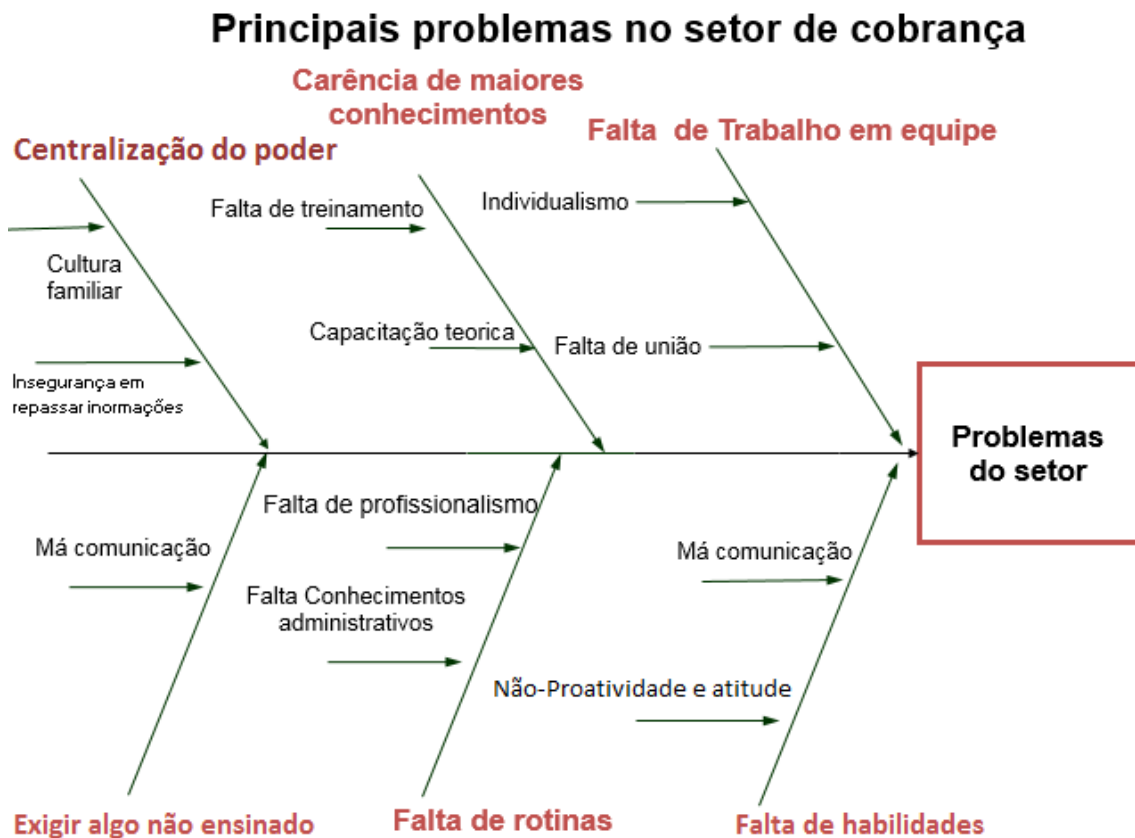 Principais problemas no setor de cobrança
Carência de maiores
conhecimentos
Falta de Trabalho em equipe
Centralização do poder
Falta de treinamento
Individualismo
Cultura
familiar
Capacitação teorica
Falta de união
Insegurança em
repassar inormações
Problemas
do setor
Falta de profissionalismo
Má comunicação
Má comunicação
Falta Conhecimentos
administrativos
Não-Proatividade e atitude
Exigir algo não ensinado
Falta de rotinas
Falta de habilidades